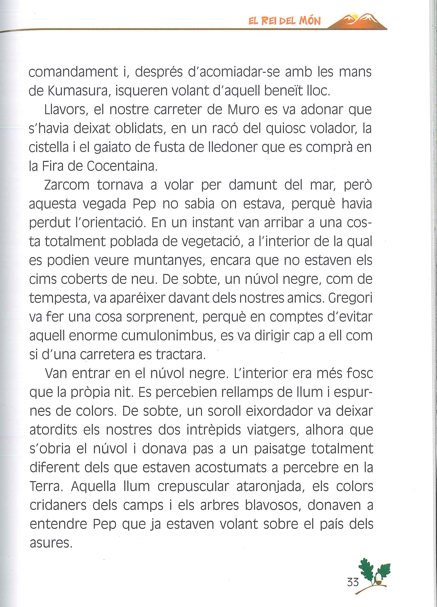 EL REI DEL MÓN
comandament i, després d'acomiadar-se amb les mans
de Kumasura, isqueren volant d'aquell beneït lloc.
Llavors, el nostre carreter de Muro es va adonar que
s'havia deixat oblidats, en un racó del quiosc volador, la
cistella i el gaiato de fusta de lledoner que es comprà en
la Fira de Cocentaina.
Zarcom tornava a volar per damunt del mar, però
aquesta vegada Pep no sabia on estava, perquè havia
perdut l'orientació. En un instant van arribar a una cos-
ta totalment poblada de vegetació, a l'interior de la qual
es podien veure muntanyes, encara que no estaven els
cims coberts de neu. De sobte, un núvol negre, com de
tempesta, va aparéixer davant dels nostres amics. Gregori
va fer una cosa sorprenent, perquè en comptes d'evitar
aquell enorme cumulonimbus, es va dirigir cap a ell com
si d'una carretera es tractara.
Van entrar en el núvol negre. L'interior era més fosc
que la pròpia nit. Es percebien rellamps de llum i espur-
nes de colors. De sobte, un soroll eixordador va deixar
atordits els nostres dos intrèpids viatgers, alhora que
s'obria el núvol i donava pas a un paisatge totalment
diferent dels que estaven acostumats a percebre en la
Terra. Aquella llum crepuscular ataronjada, els colors
cridaners dels camps i els arbres blavosos, donaven a
entendre Pep que ja estaven volant sobre el país dels
asures.
33